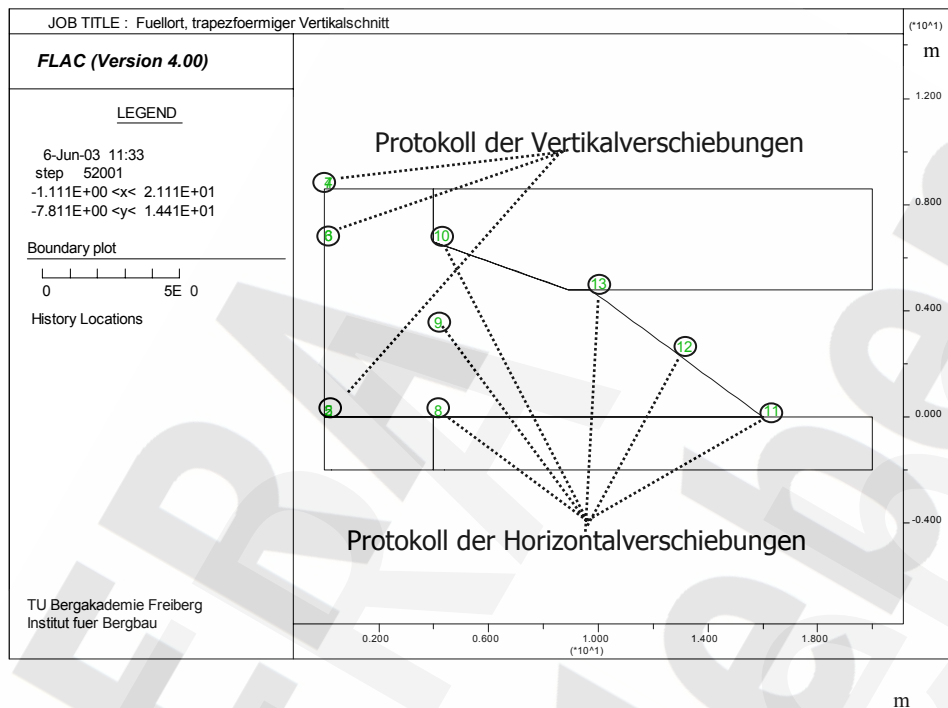 JOB TITLE : Fuellort, trapezfoermiger Vertikalschnitt
(*10^1)
m
FLAC (Version 4.00)
LEGEND
6-Jun-03 11:33
step 52001
-1.111E+00 <x< 2.111E+01
-7.811E+00 <y< 1.441E+01
Boundary plot
0 5E 0
History Locations
TU Bergakademie Freiberg
Institut fuer Bergbau
Protokoll der Vertikalverschiebungen
10
13
9
12
8
11
Protokoll der Horizontalverschiebungen
1.200
0.800
0.400
0.000
-0.400
0.200 0.600 1.000 1.400 1.800
(*10^1)
m